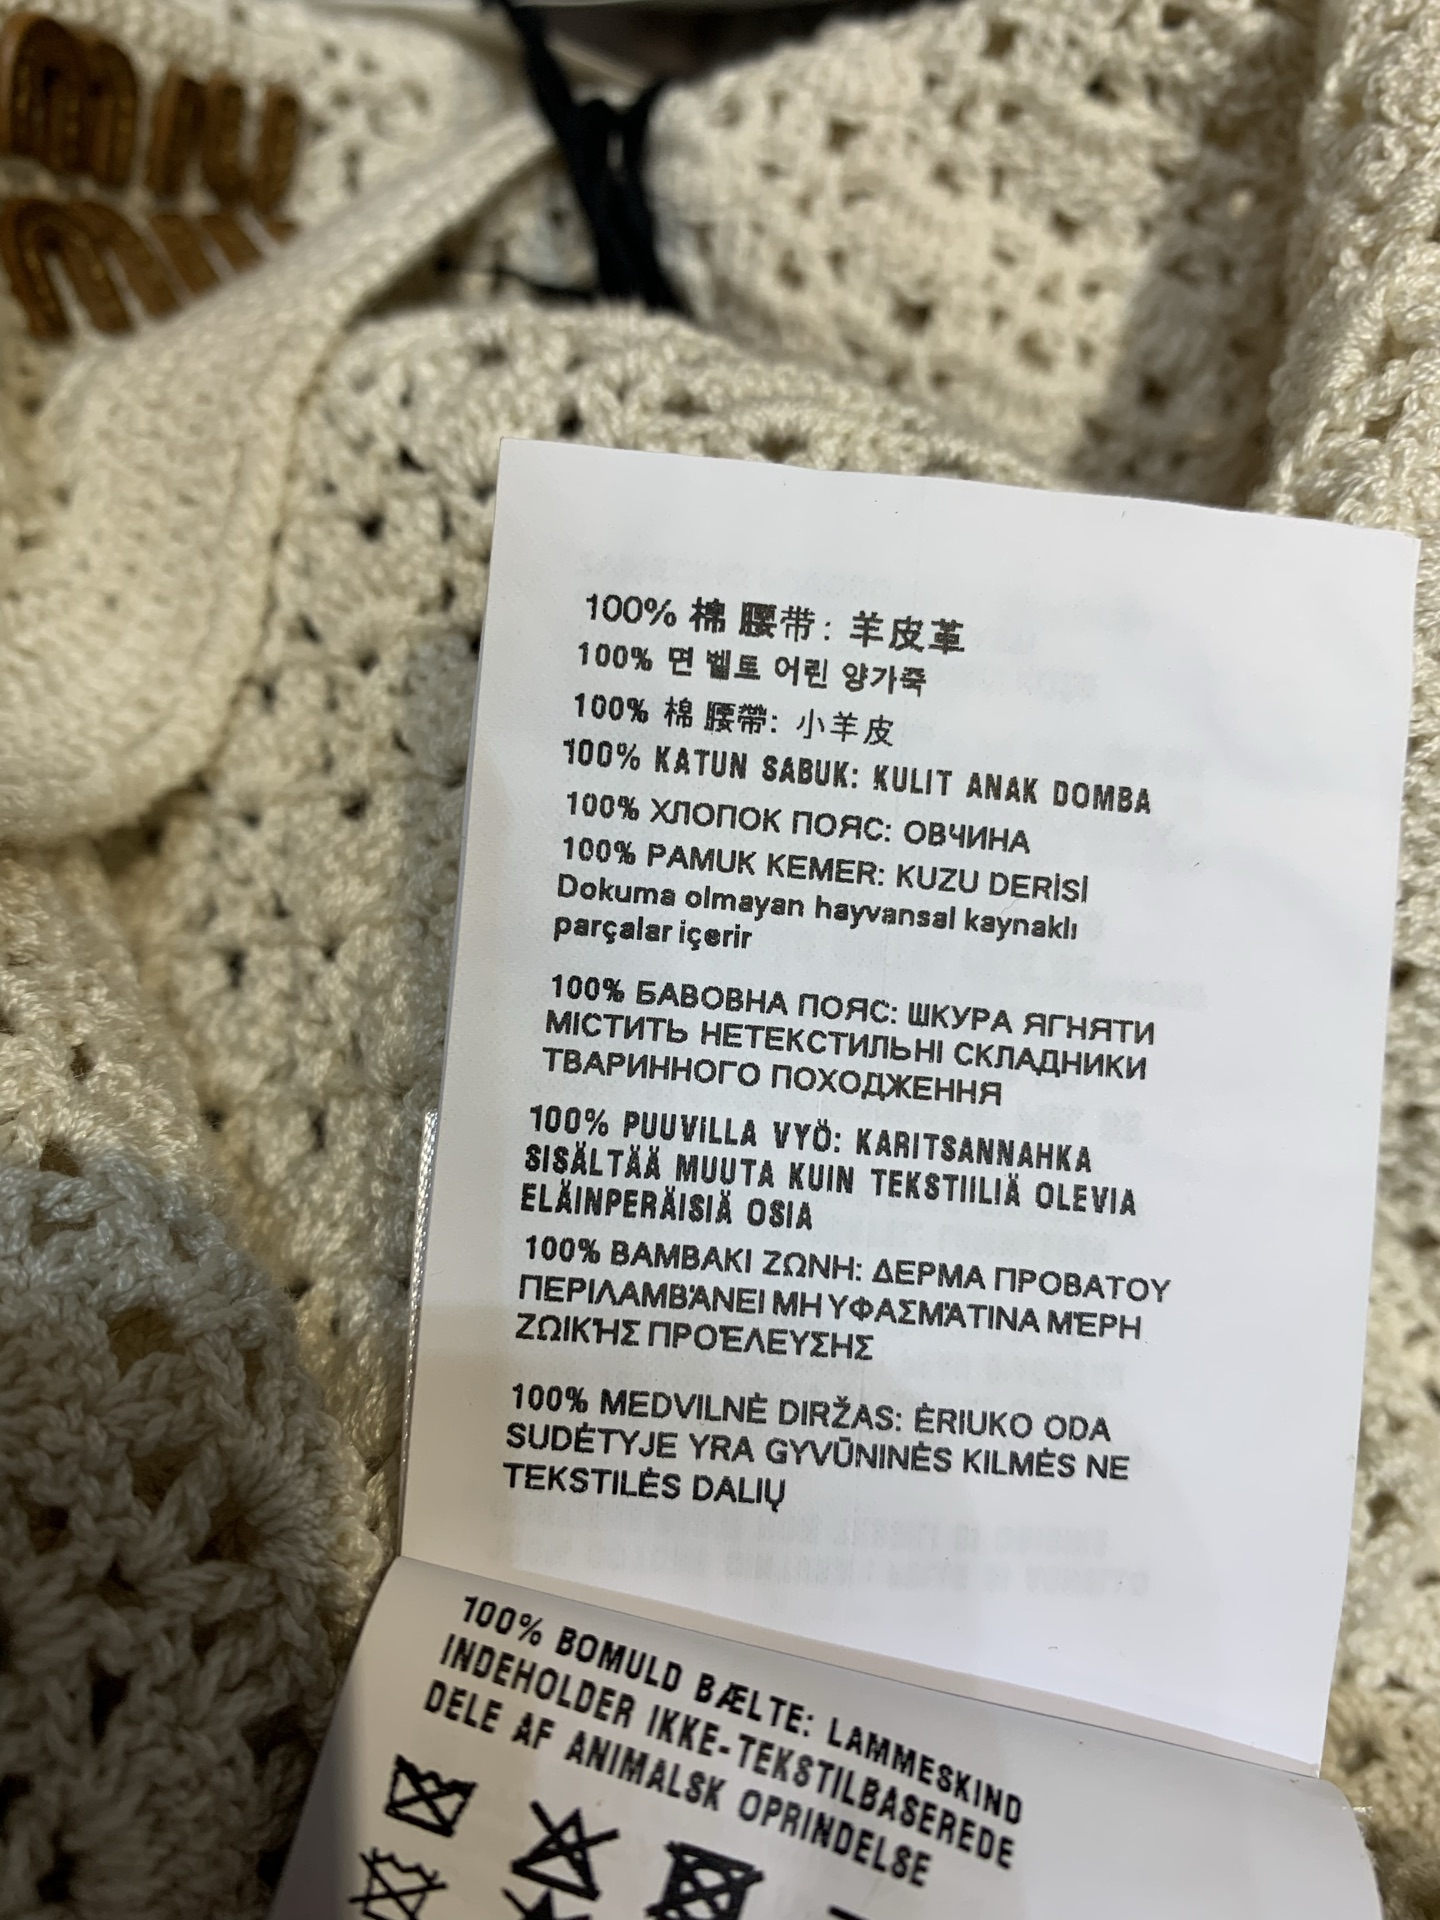 miu
miu
100% 棉 腰带: 羊皮革
100% 면 벨트 어린 양가죽
100% 棉 腰帶: 小羊皮
100% KATUN SABUK: KULIT ANAK DOMBA
100% ХЛОПОК ПОЯС: ОВЧИНА
100% PAMUK KEMER: KUZU DERİSİ
Dokuma olmayan hayvansal kaynaklı
parçalar içerir
100% БАВОВНА ПОЯС: ШКУРА ЯГНЯТИ
МІСТИТЬ НЕТЕКСТИЛЬНІ СКЛАДНИКИ
ТВАРИННОГО ПОХОДЖЕННЯ
100% PUUVILLA VYÖ: KARITSANNAHKA
SISÄLTÄÄ MUUTA KUIN TEKSTIILIÄ OLEVIA
ELÄINPERÄISIÄ OSIA
100% ΒΑΜΒΑΚΙ ΖΩΝΗ: ΔΕΡΜΑ ΠΡΟΒΑΤΟΥ
ΠΕΡΙΛΑΜΒΆΝΕΙ ΜΗ ΥΦΑΣΜΆΤΙΝΑ ΜΈΡΗ
ΖΩΙΚΉΣ ΠΡΟΈΛΕΥΣΗΣ
100% MEDVILNĖ DIRŽAS: ĖRIUKO ODA
SUDĖTYJE YRA GYVŪNINĖS KILMĖS NE
TEKSTILĖS DALIŲ
100% BOMULD BÆLTE: LAMMESKIND
INDEHOLDER IKKE-TEKSTILBASEREDE
DELE AF ANIMALSK OPRINDELSE